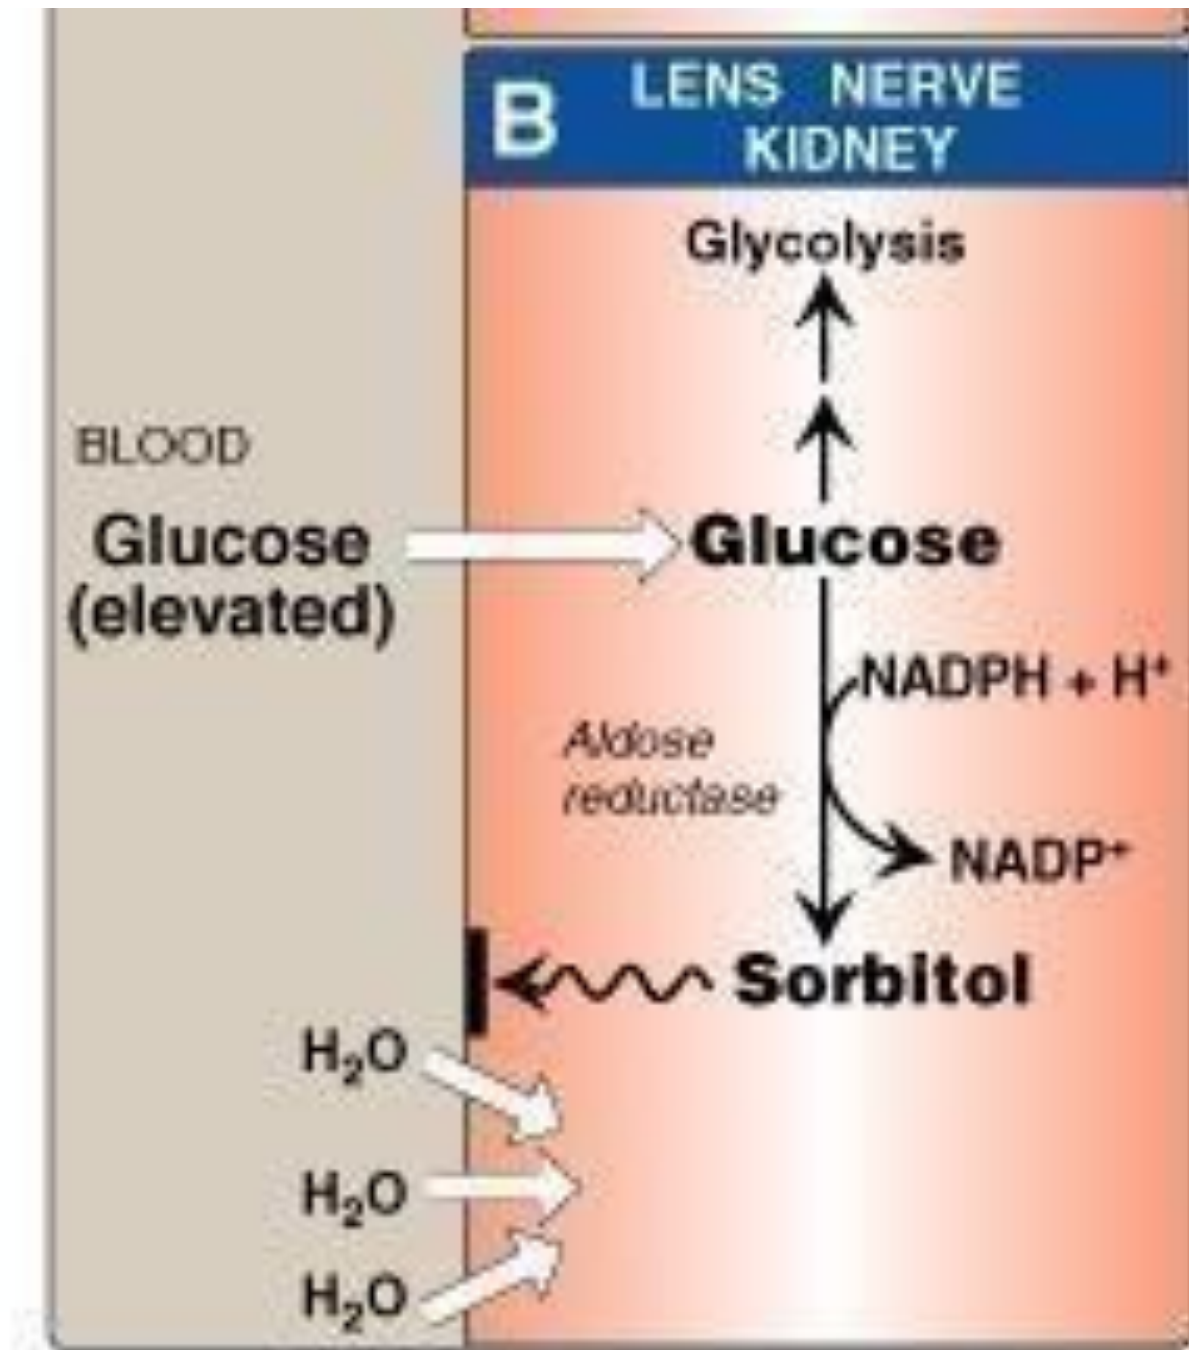 B
LENS NERVE
KIDNEY
Glycolysis
BLOOD
Glucose
(elevated)
Glucose
NADPH + H⁺
Aldose
reductase
NADP⁺
Sorbitol
H₂O
H₂O
H₂O